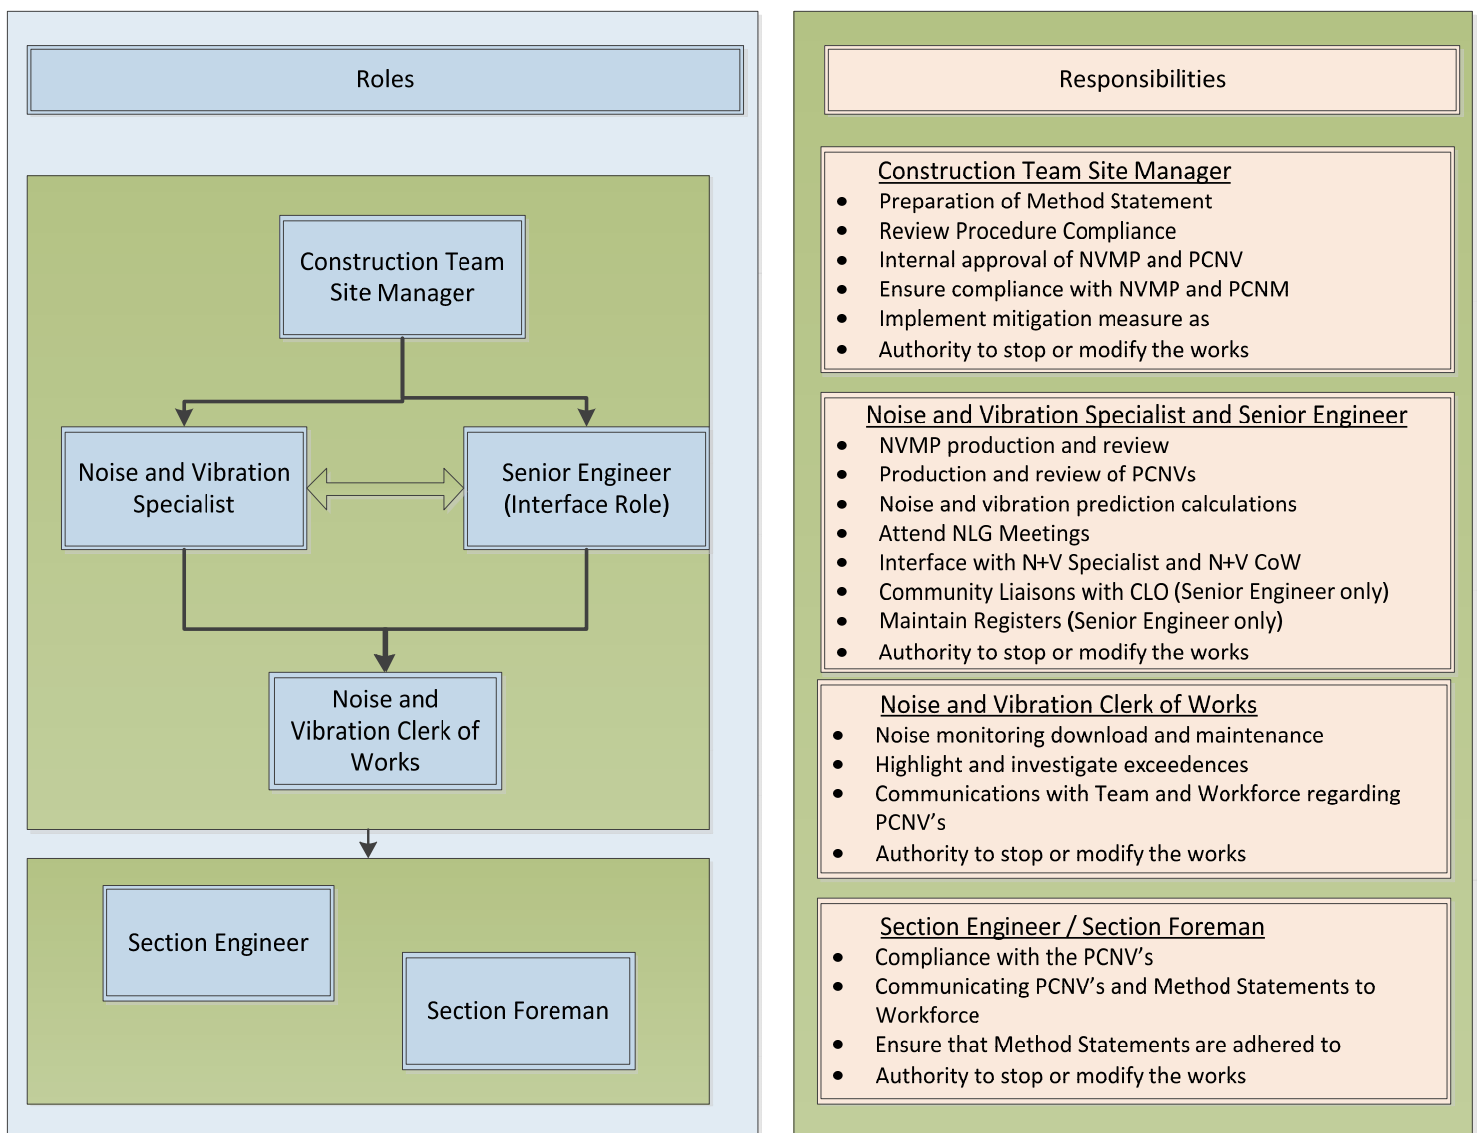 Roles
Construction Team
Site Manager
Noise and Vibration
Specialist
Senior Engineer
(Interface Role)
Noise and
Vibration Clerk of
Works
Section Engineer
Section Foreman
Responsibilities
Construction Team Site Manager
• Preparation of Method Statement
• Review Procedure Compliance
• Internal approval of NVMP and PCNV
• Ensure compliance with NVMP and PCNM
• Implement mitigation measure as
• Authority to stop or modify the works
Noise and Vibration Specialist and Senior Engineer
• NVMP production and review
• Production and review of PCNVs
• Noise and vibration prediction calculations
• Attend NLG Meetings
• Interface with N+V Specialist and N+V CoW
• Community Liaisons with CLO (Senior Engineer only)
• Maintain Registers (Senior Engineer only)
• Authority to stop or modify the works
Noise and Vibration Clerk of Works
• Noise monitoring download and maintenance
• Highlight and investigate exceedences
• Communications with Team and Workforce regarding
PCNV’s
• Authority to stop or modify the works
Section Engineer / Section Foreman
• Compliance with the PCNV’s
• Communicating PCNV’s and Method Statements to
Workforce
• Ensure that Method Statements are adhered to
• Authority to stop or modify the works